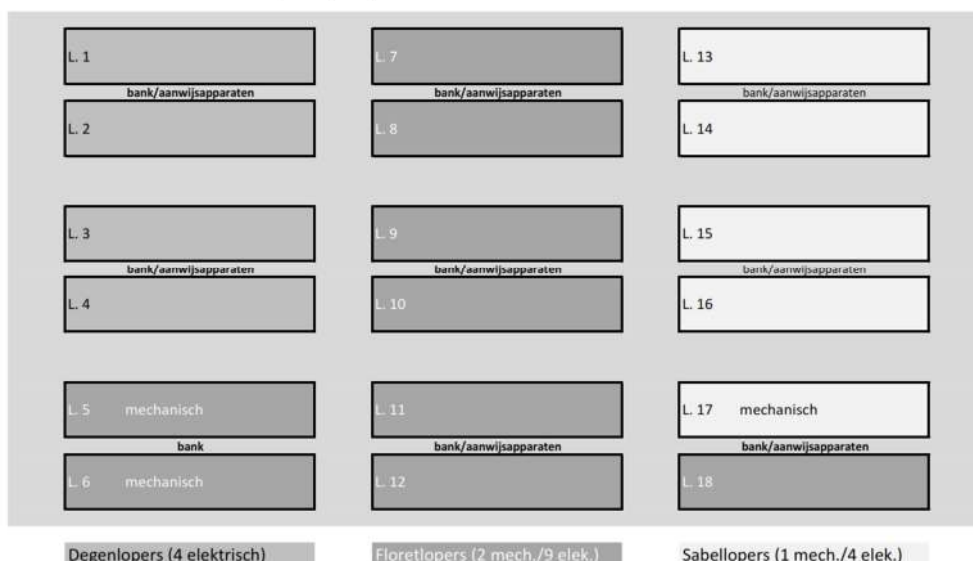 L. 1
L. 7
L. 13
bank/aanwijsapparaten
bank/aanwijsapparaten
bank/aanwijsapparaten
L. 2
L. 8
L. 14
L. 3
L. 9
L. 15
bank/aanwijsapparaten
bank/aanwijsapparaten
bank/aanwijsapparaten
L. 4
L. 10
L. 16
L. 5 mechanisch
L. 11
L. 17 mechanisch
bank
bank/aanwijsapparaten
bank/aanwijsapparaten
L. 6 mechanisch
L. 12
L. 18
Degenlopers (4 elektrisch)
Floretlopers (2 mech./9 elek.)
Sabellopers (1 mech./4 elek.)